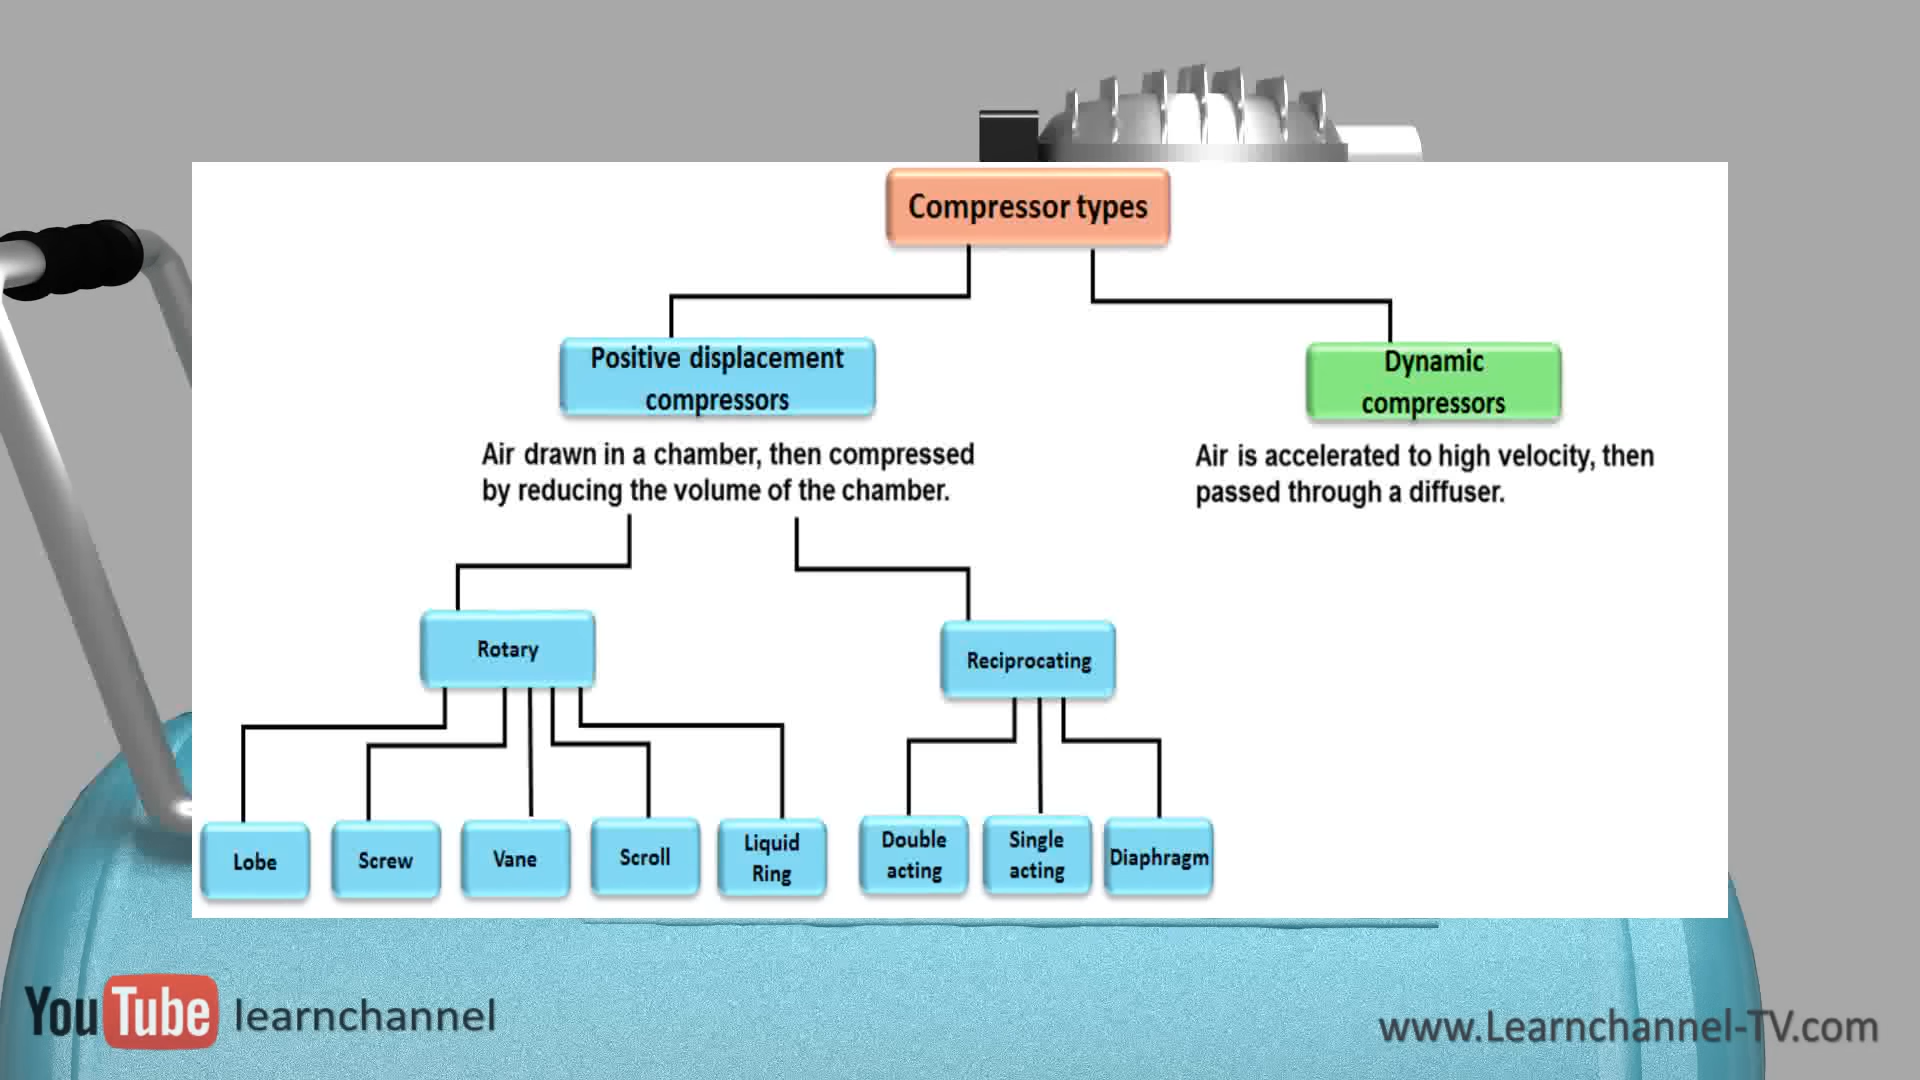 Compressor types
Positive displacement
compressors
Dynamic
compressors
Air drawn in a chamber, then compressed
by reducing the volume of the chamber.
Air is accelerated to high velocity, then
passed through a diffuser.
Rotary
Reciprocating
Lobe
Screw
Vane
Scroll
Liquid
Ring
Double
acting
Single
acting
Diaphragm
YouTube learnchannel
www.Learnchannel-TV.com